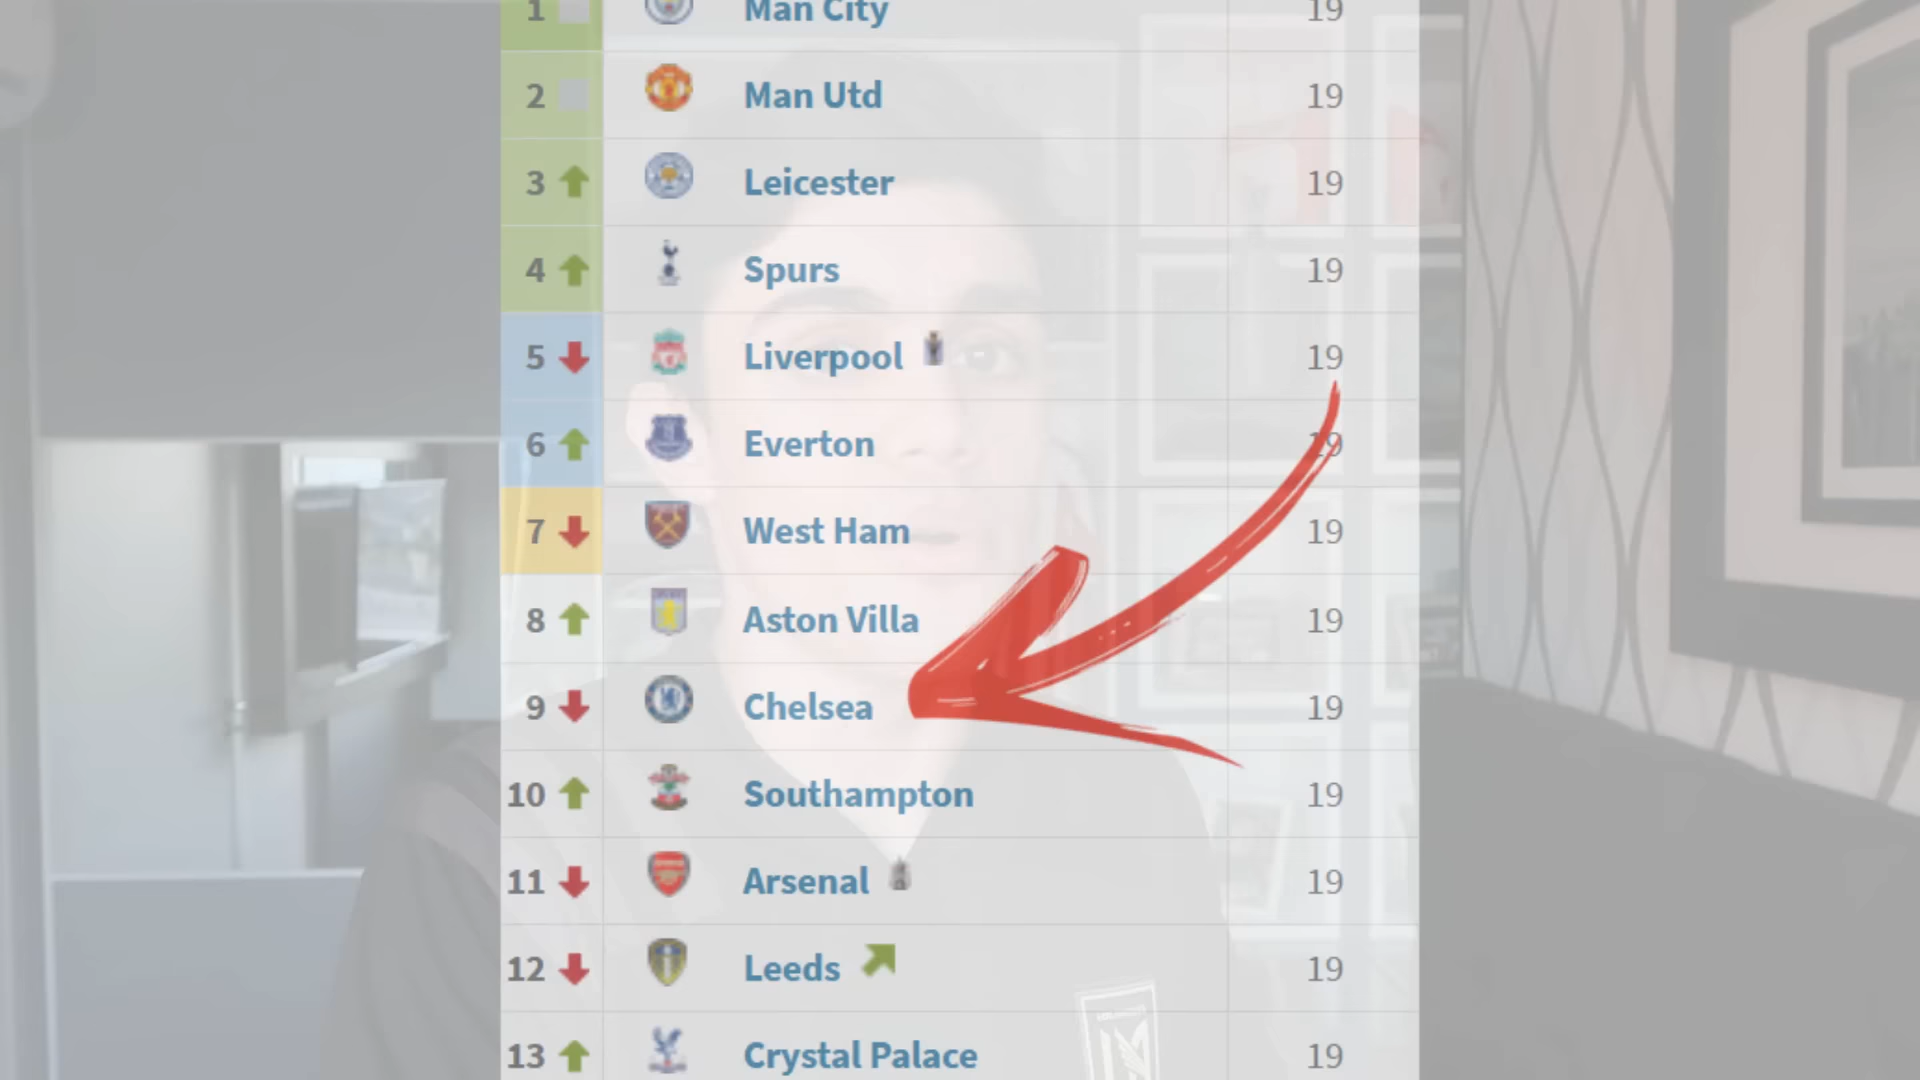 1 Man City 19
2 Man Utd 19
3 Leicester 19
4 Spurs 19
5 Liverpool 19
6 Everton 19
7 West Ham 19
8 Aston Villa 19
9 Chelsea 19
10 Southampton 19
11 Arsenal 19
12 Leeds 19
13 Crystal Palace 19